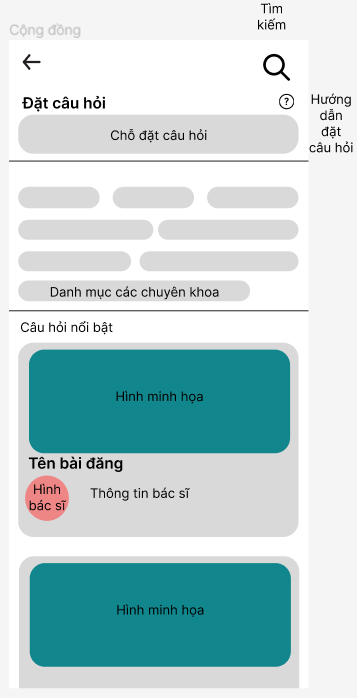 Cộng đồng
Tìm
kiếm
Đặt câu hỏi
?
Hướng
dẫn
đặt
câu hỏi
Chỗ đặt câu hỏi
Danh mục các chuyên khoa
Câu hỏi nổi bật
Hình minh họa
Tên bài đăng
Hình
bác sĩ
Thông tin bác sĩ
Hình minh họa